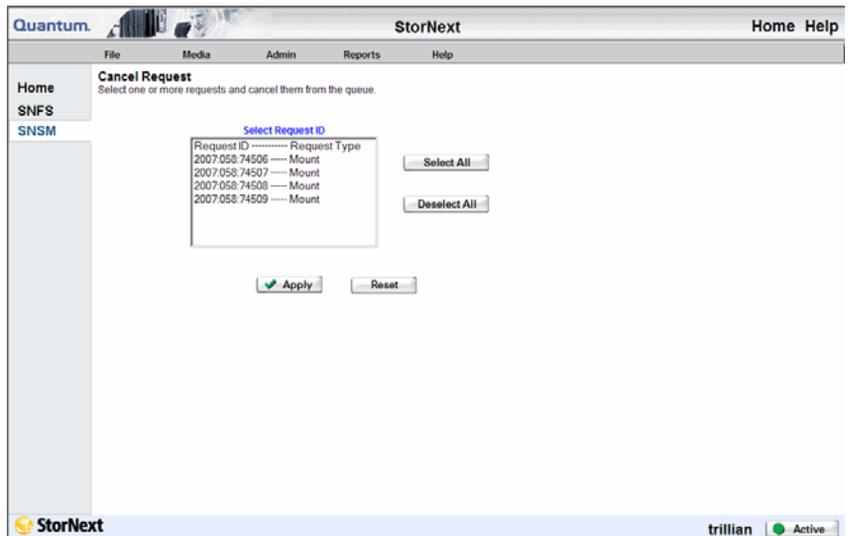 Quantum. StorNext Home Help
File Media Admin Reports Help
Home
SNFS
SNSM
Cancel Request
Select one or more requests and cancel them from the queue.
Select Request ID
Request ID ---------- Request Type
2007:058:74506 ----- Mount
2007:058:74507 ----- Mount
2007:058:74508 ----- Mount
2007:058:74509 ----- Mount
Select All
Deselect All
Apply Reset
StorNext trillian Active